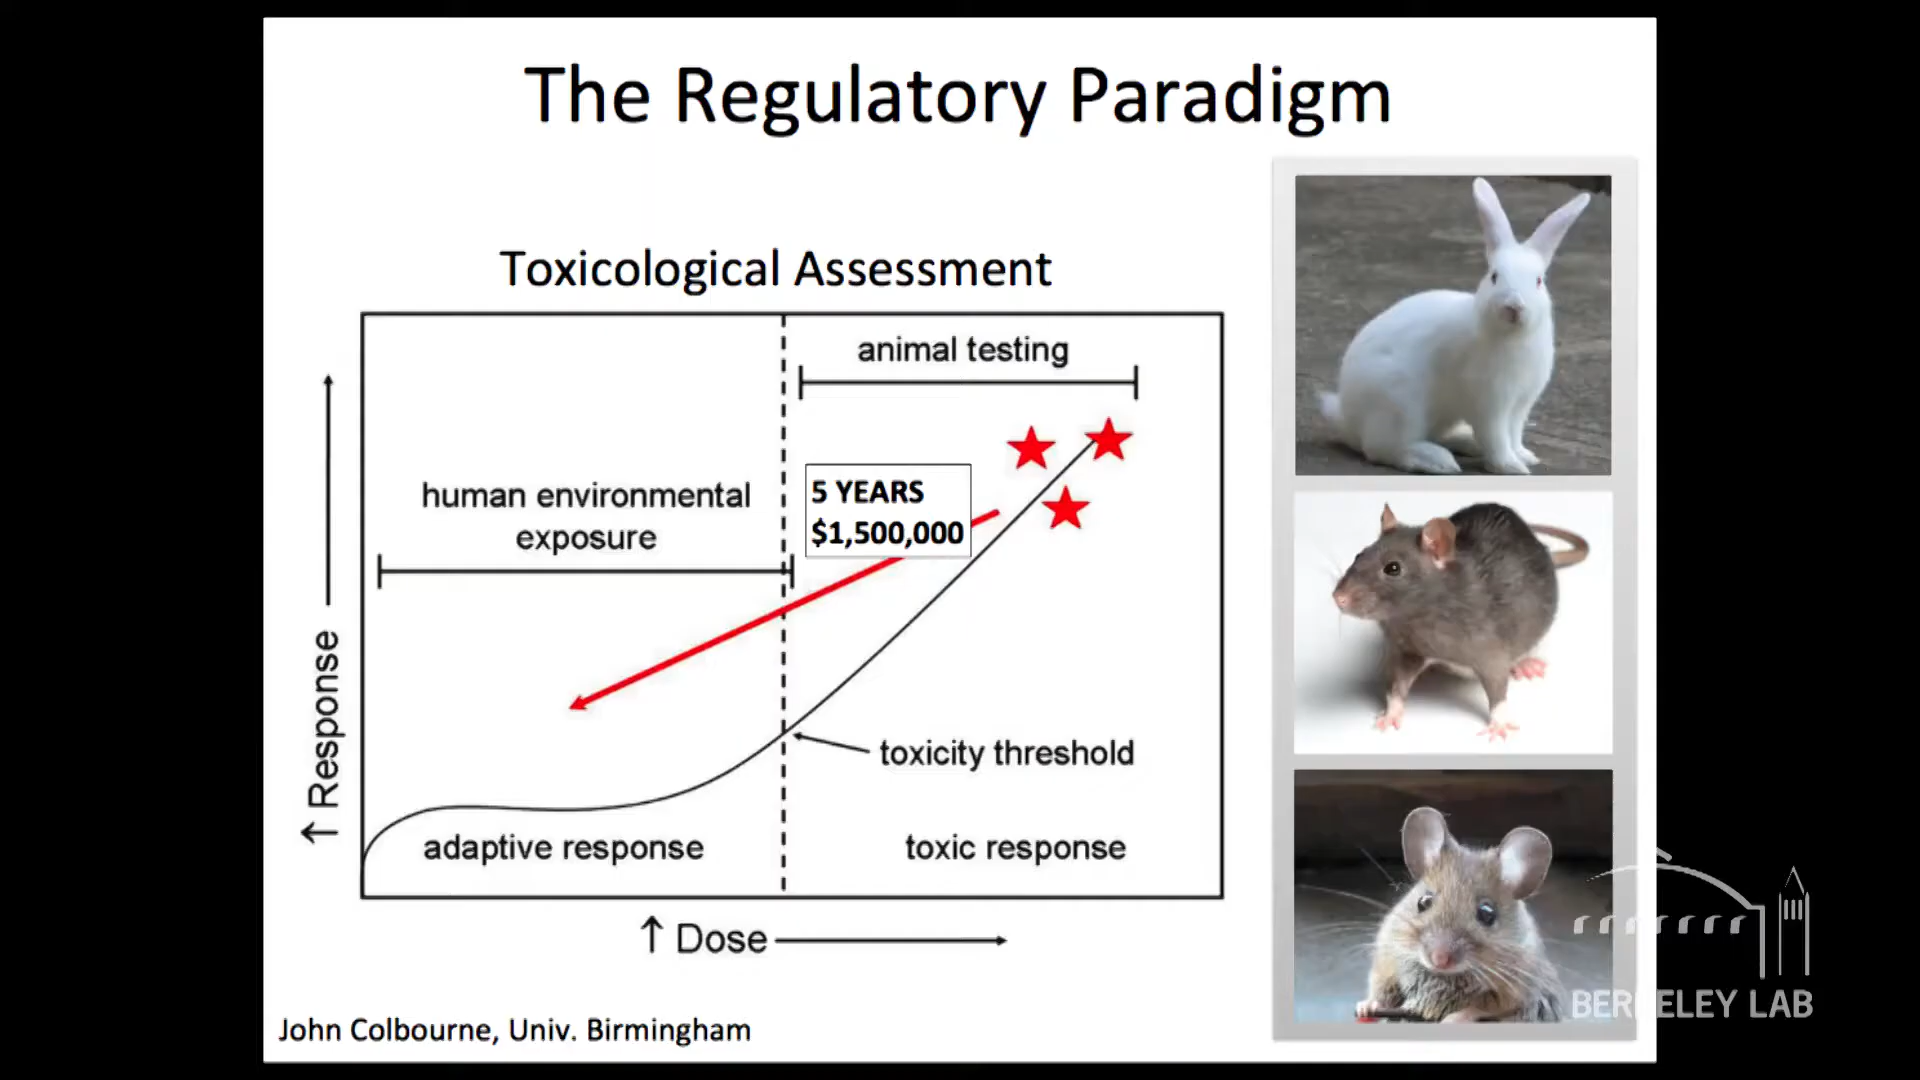 The Regulatory Paradigm
Toxicological Assessment
animal testing
human environmental
exposure
5 YEARS
$1,500,000
↑ Response
toxicity threshold
adaptive response
toxic response
↑ Dose
John Colbourne, Univ. Birmingham
BERKELEY LAB